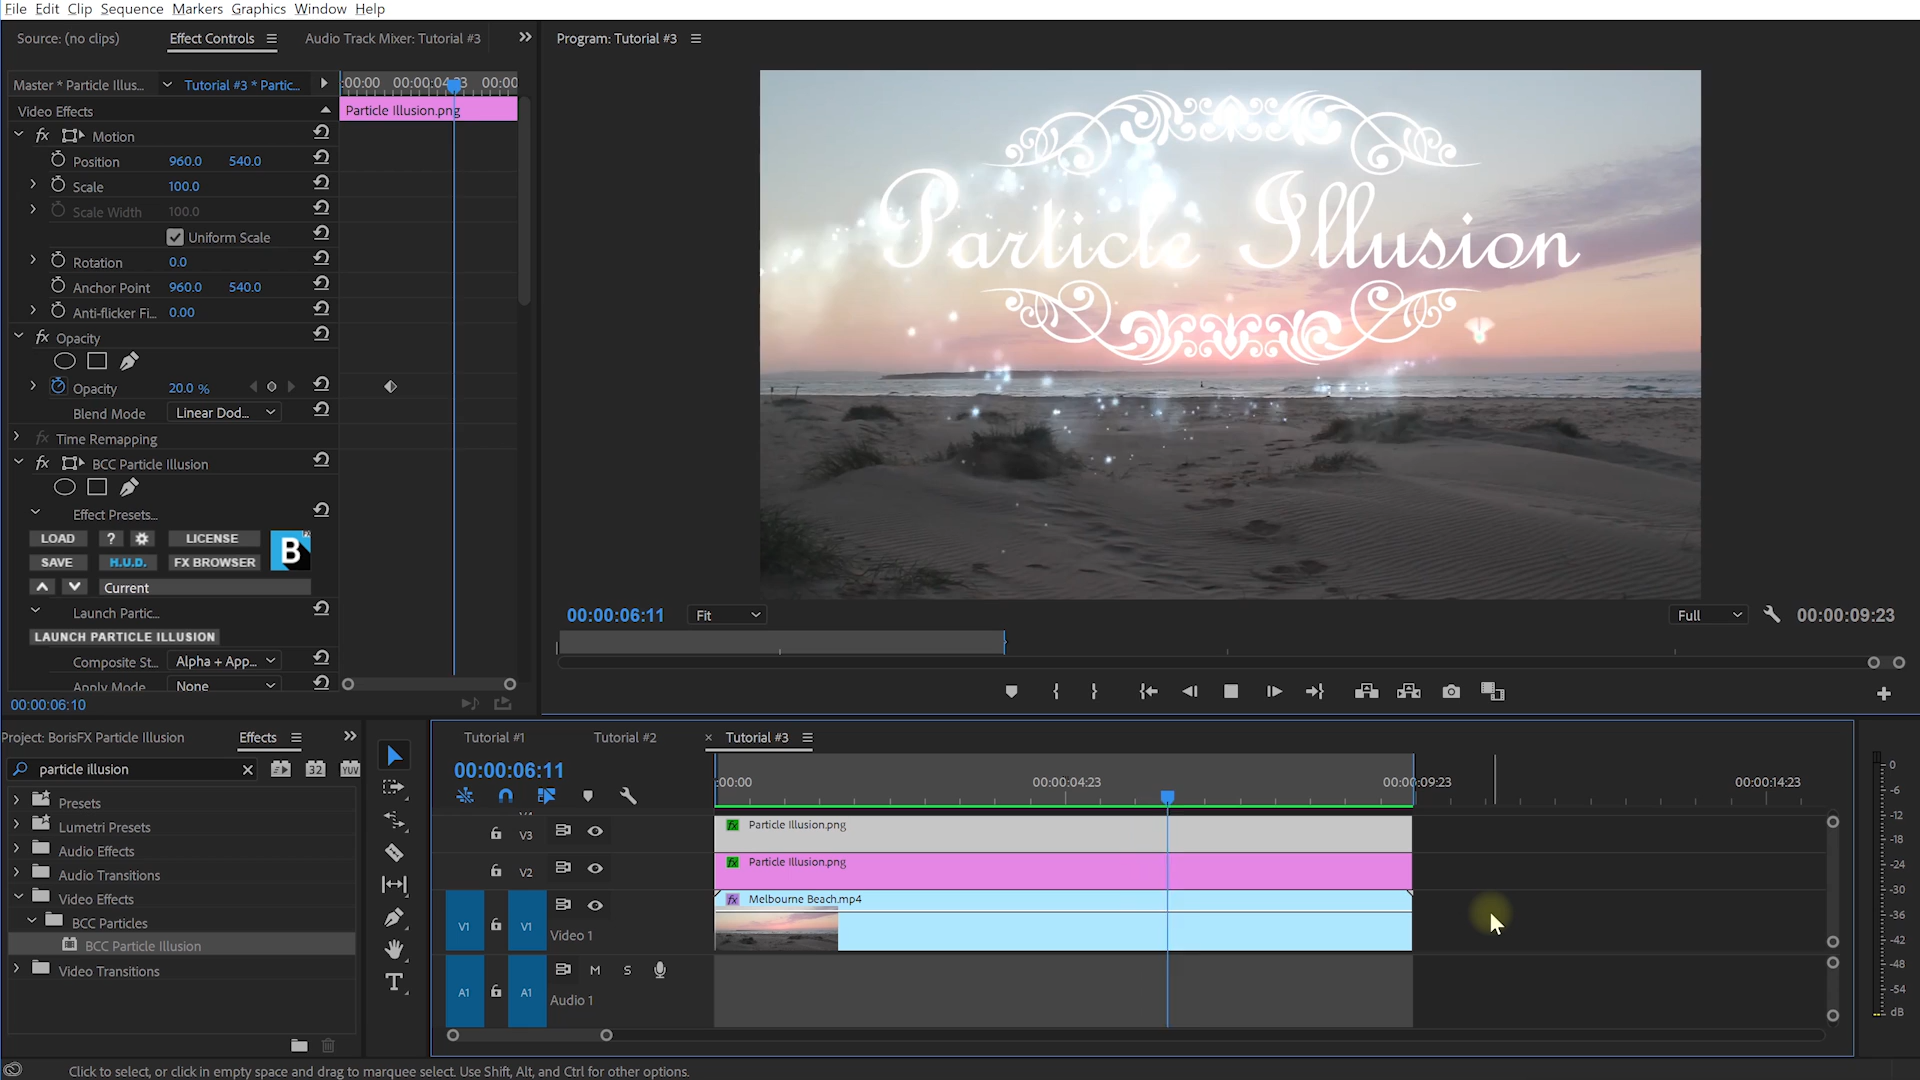 File Edit Clip Sequence Markers Graphics Window Help
Source: (no clips) Effect Controls Audio Track Mixer: Tutorial #3
Program: Tutorial #3
Master * Particle Illus... Tutorial #3 * Partic...
:00:00 00:00:04:23 00:00
Video Effects
Particle Illusion.png
fx Motion
Position 960.0 540.0
Scale 100.0
Scale Width 100.0
Uniform Scale
Rotation 0.0
Anchor Point 960.0 540.0
Anti-flicker Fi... 0.00
fx Opacity
Opacity 20.0 %
Blend Mode Linear Dod...
fx Time Remapping
fx BCC Particle Illusion
Effect Presets...
LOAD ? LICENSE
B
SAVE H.U.D. FX BROWSER
Current
Launch Partic...
LAUNCH PARTICLE ILLUSION
Composite St... Alpha + App...
Apply Mode None
00:00:06:10
Particle Illusion
00:00:06:11 Fit Full 00:00:09:23
Project: BorisFX Particle Illusion Effects
particle illusion 32 YUV
Presets
Lumetri Presets
Audio Effects
Audio Transitions
Video Effects
BCC Particles
BCC Particle Illusion
Video Transitions
T
Tutorial #1 Tutorial #2 × Tutorial #3
00:00:06:11
:00:00 00:00:04:23 00:00:09:23 00:00:14:23
V3 fx Particle Illusion.png
V2 fx Particle Illusion.png
V1 V1 Video 1
fx Melbourne Beach.mp4
A1 A1 M S
Audio 1
0
-6
-12
-18
-24
-30
-36
-42
-48
-54
dB
Click to select, or click in empty space and drag to marquee select. Use Shift, Alt, and Ctrl for other options.